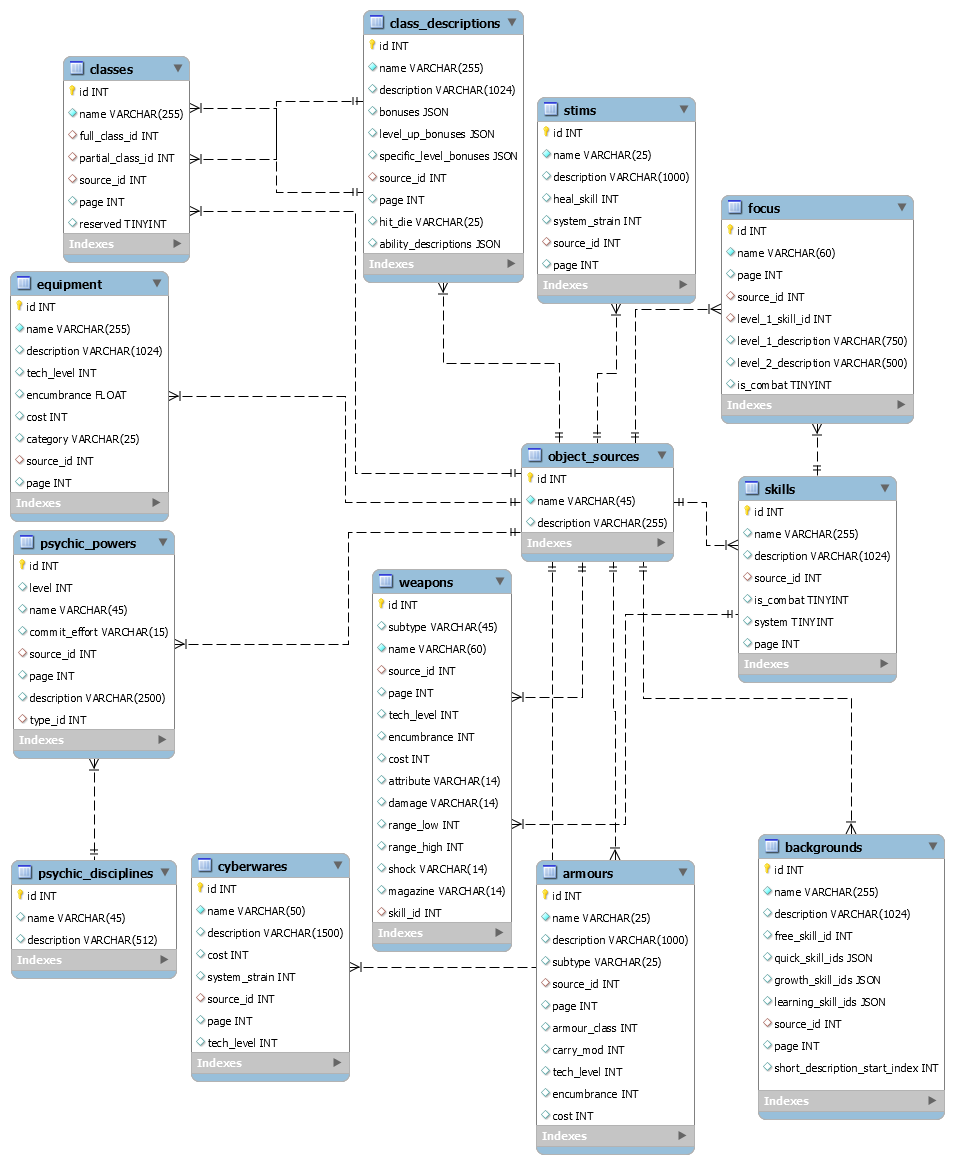 class_descriptions
id INT
name VARCHAR(255)
description VARCHAR(1024)
bonuses JSON
level_up_bonuses JSON
specific_level_bonuses JSON
source_id INT
page INT
hit_die VARCHAR(25)
ability_descriptions JSON
Indexes
classes
id INT
name VARCHAR(255)
full_class_id INT
partial_class_id INT
source_id INT
page INT
reserved TINYINT
Indexes
stims
id INT
name VARCHAR(25)
description VARCHAR(1000)
heal_skill INT
system_strain INT
source_id INT
page INT
Indexes
focus
id INT
name VARCHAR(60)
page INT
source_id INT
level_1_skill_id INT
level_1_description VARCHAR(750)
level_2_description VARCHAR(500)
is_combat TINYINT
Indexes
equipment
id INT
name VARCHAR(255)
description VARCHAR(1024)
tech_level INT
encumbrance FLOAT
cost INT
category VARCHAR(25)
source_id INT
page INT
Indexes
object_sources
id INT
name VARCHAR(45)
description VARCHAR(255)
Indexes
skills
id INT
name VARCHAR(255)
description VARCHAR(1024)
source_id INT
is_combat TINYINT
system TINYINT
page INT
Indexes
psychic_powers
id INT
level INT
name VARCHAR(45)
commit_effort VARCHAR(15)
source_id INT
page INT
description VARCHAR(2500)
type_id INT
Indexes
weapons
id INT
subtype VARCHAR(45)
name VARCHAR(60)
source_id INT
page INT
tech_level INT
encumbrance INT
cost INT
attribute VARCHAR(14)
damage VARCHAR(14)
range_low INT
range_high INT
shock VARCHAR(14)
magazine VARCHAR(14)
skill_id INT
Indexes
psychic_disciplines
id INT
name VARCHAR(45)
description VARCHAR(512)
Indexes
cyberwares
id INT
name VARCHAR(50)
description VARCHAR(1500)
cost INT
system_strain INT
source_id INT
page INT
tech_level INT
Indexes
armours
id INT
name VARCHAR(25)
description VARCHAR(1000)
subtype VARCHAR(25)
source_id INT
page INT
armour_class INT
carry_mod INT
tech_level INT
encumbrance INT
cost INT
Indexes
backgrounds
id INT
name VARCHAR(255)
description VARCHAR(1024)
free_skill_id INT
quick_skill_ids JSON
growth_skill_ids JSON
learning_skill_ids JSON
source_id INT
page INT
short_description_start_index INT
Indexes